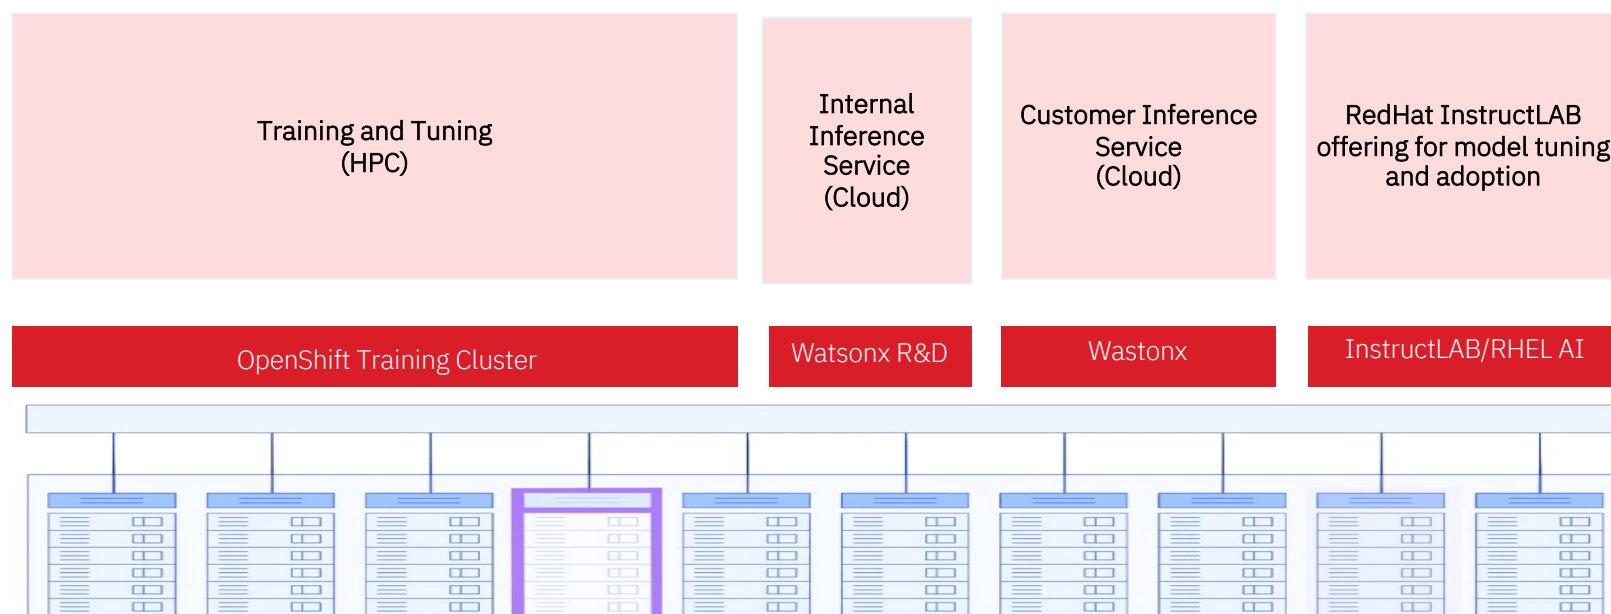 Training and Tuning
(HPC)
Internal
Inference
Service
(Cloud)
Customer Inference
Service
(Cloud)
RedHat InstructLAB
offering for model tuning
and adoption
OpenShift Training Cluster
Watsonx R&D
Wastonx
InstructLAB/RHEL AI